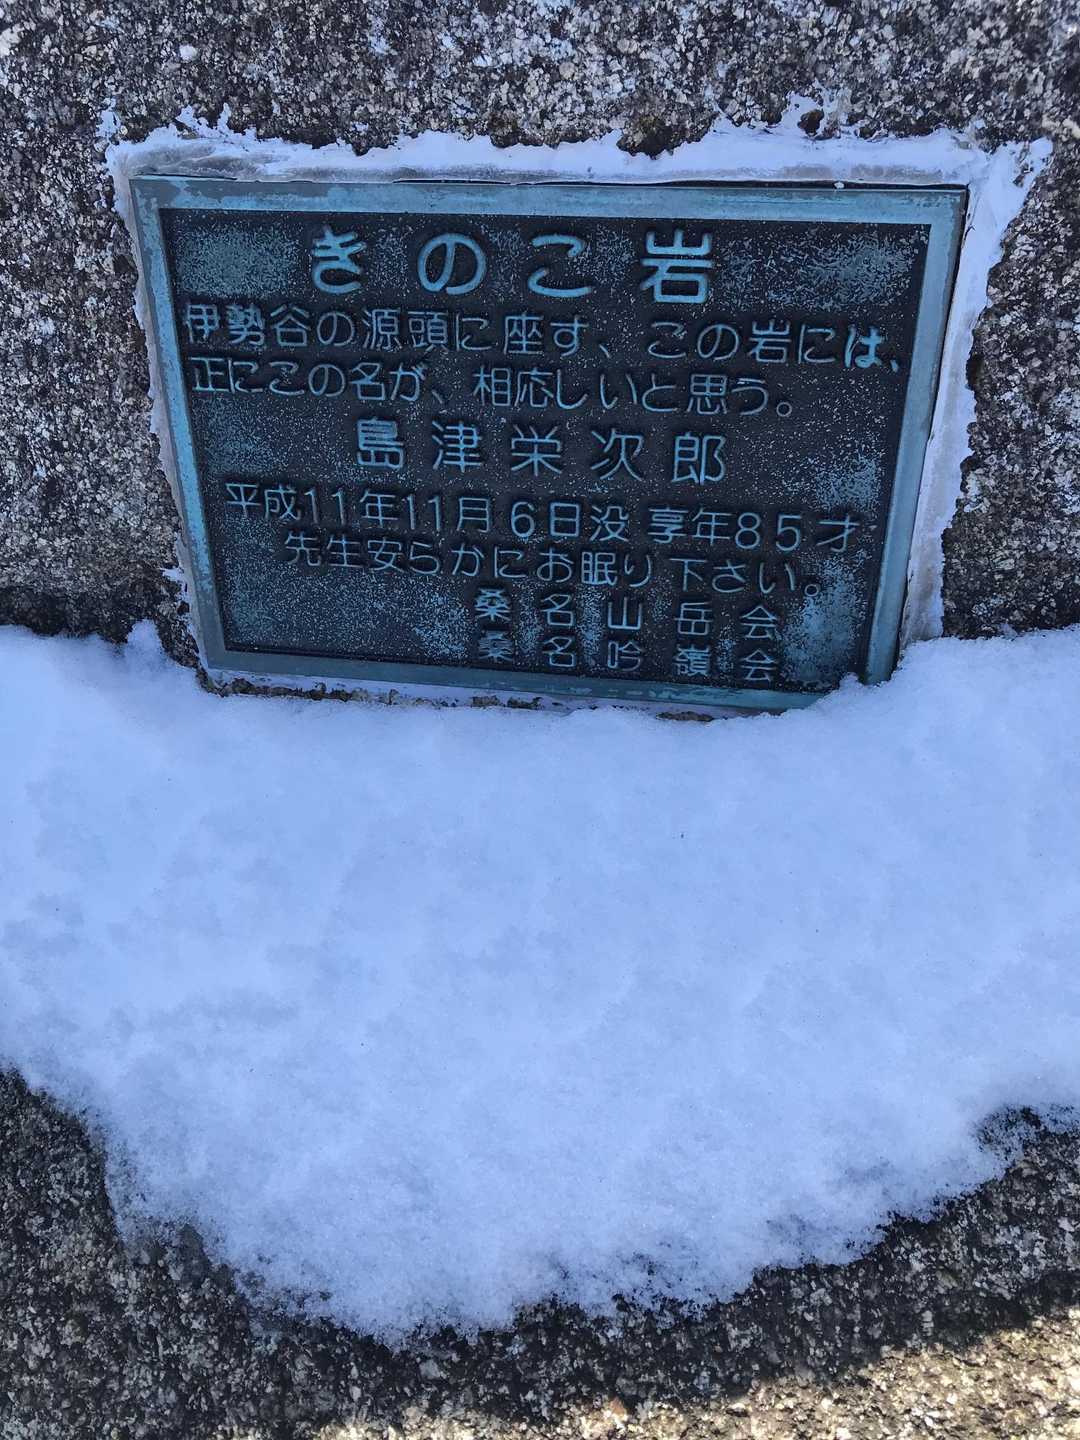 きのこ岩
伊勢谷の源頭に座す、この岩には、
正にこの名が、相応しいと思う。
島津栄次郎
平成11年11月6日没 享年85才
先生安らかにお眠り下さい。
桑名山岳会
桑名吟嶺会